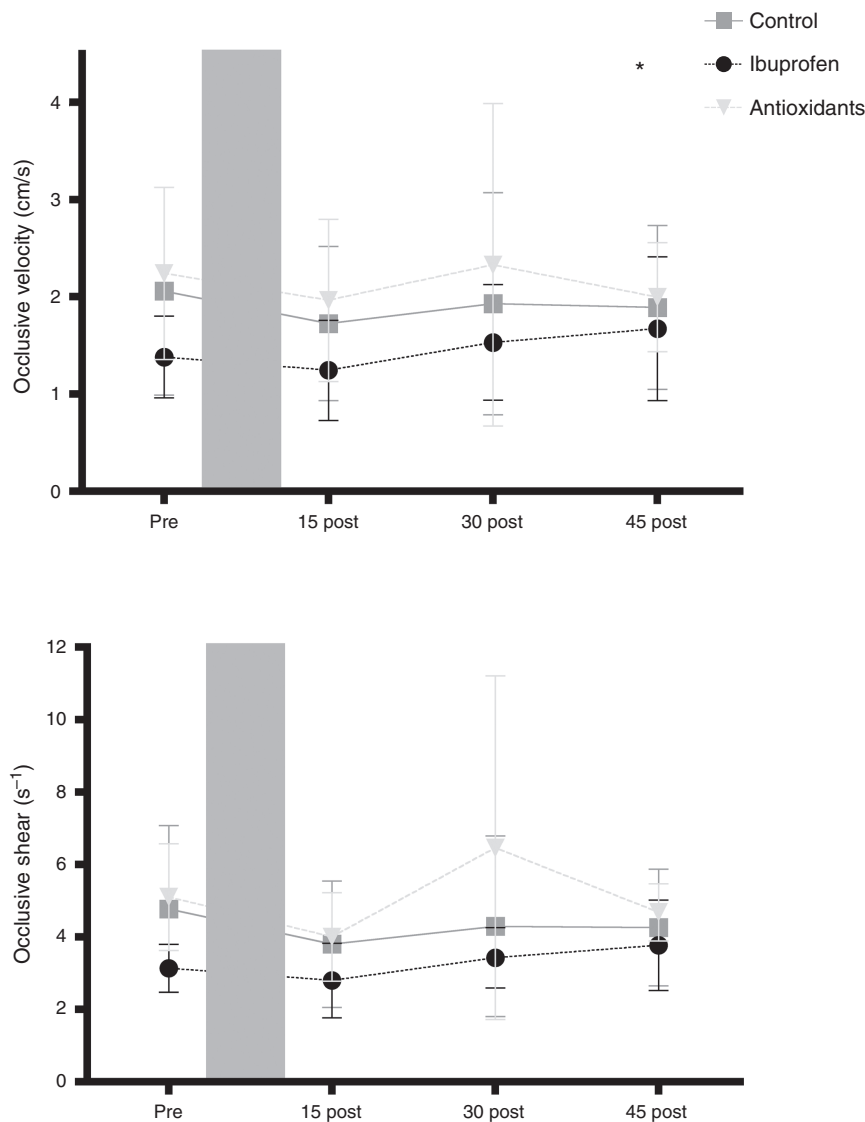 Control
Ibuprofen
Antioxidants
*
Occlusive velocity (cm/s)
4
3
2
1
0
Pre 15 post 30 post 45 post
Occlusive shear (s⁻¹)
12
10
8
6
4
2
0
Pre 15 post 30 post 45 post